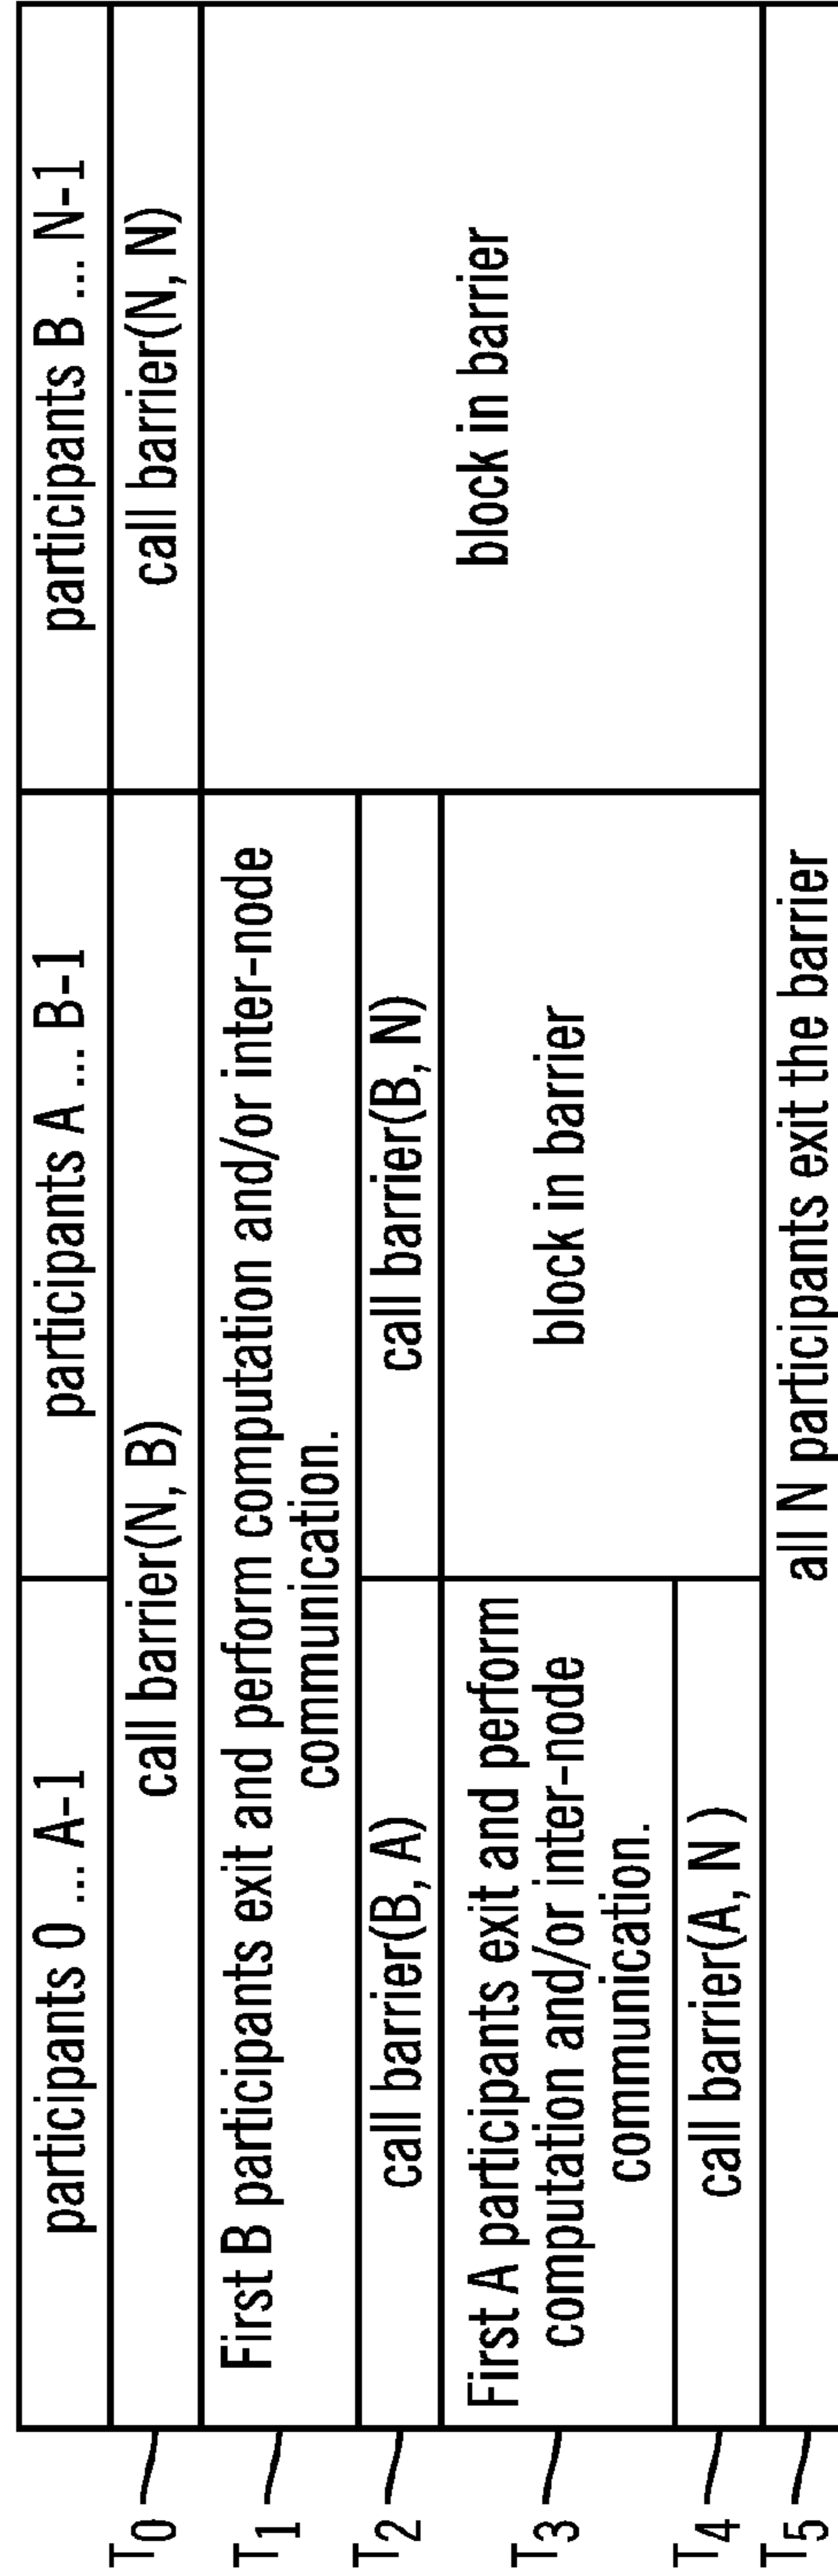 participants 0 ... A-1
participants A ... B-1
participants B ... N-1
T0
call barrier(N, B)
call barrier(N, N)
T1
First B participants exit and perform computation and/or inter-node
communication.
block in barrier
T2
call barrier(B, A)
call barrier(B, N)
T3
First A participants exit and perform
computation and/or inter-node
communication.
block in barrier
T4
call barrier(A, N )
T5
all N participants exit the barrier